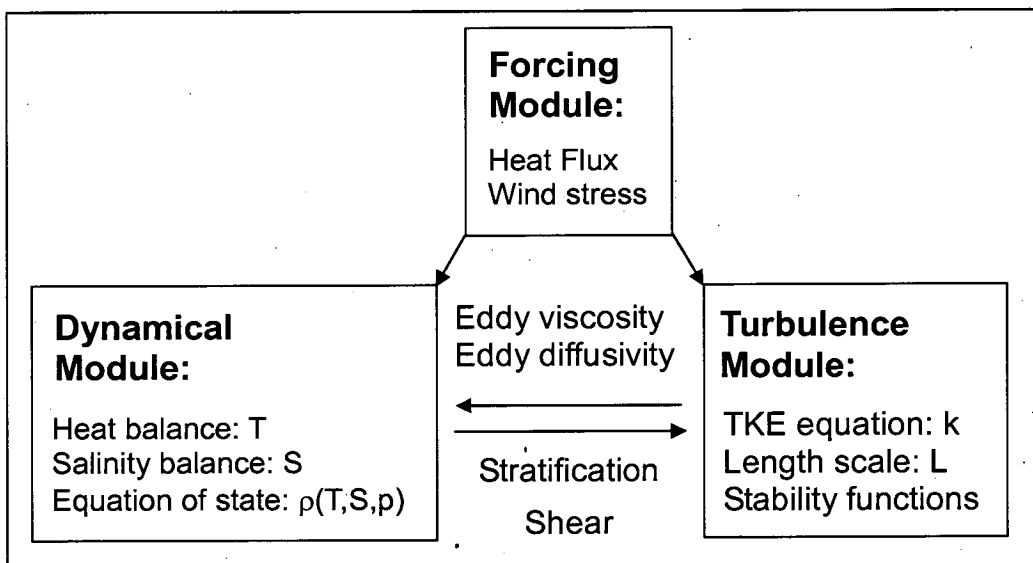 Forcing
Module:
Heat Flux
Wind stress
Dynamical
Module:
Heat balance: T
Salinity balance: S
Equation of state: ρ(T,S,p)
Eddy viscosity
Eddy diffusivity
Stratification
Shear
Turbulence
Module:
TKE equation: k
Length scale: L
Stability functions